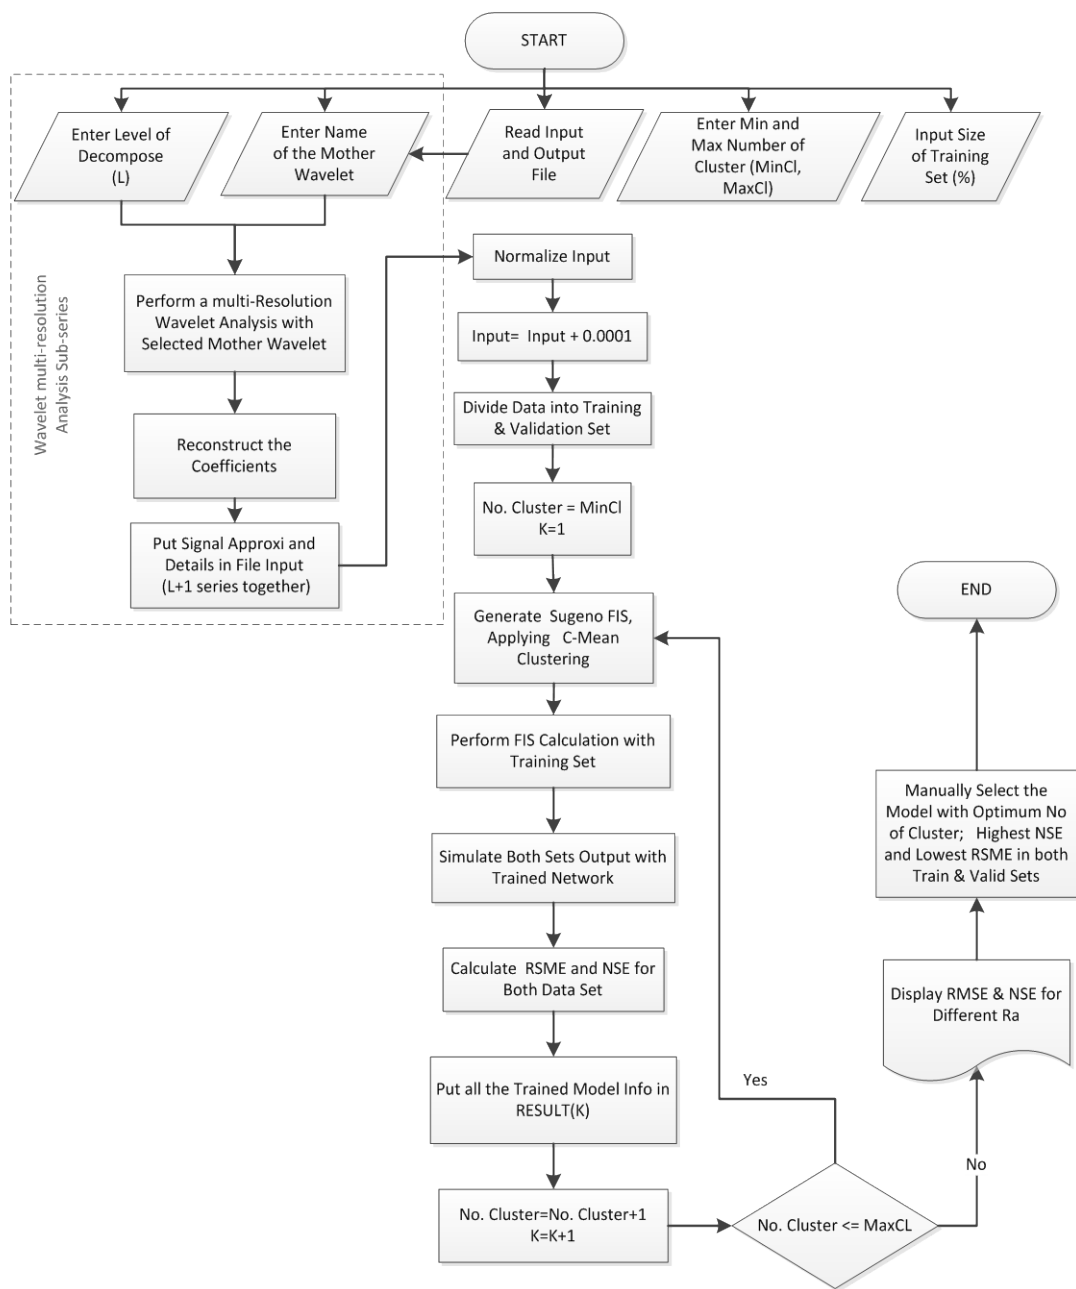 START
Enter Level of
Decompose
(L)
Enter Name
of the Mother
Wavelet
Read Input
and Output
File
Enter Min and
Max Number of
Cluster (MinCl,
MaxCl)
Input Size
of Training
Set (%)
Wavelet multi-resolution
Analysis Sub-series
Perform a multi-Resolution
Wavelet Analysis with
Selected Mother Wavelet
Reconstruct the
Coefficients
Put Signal Approxi and
Details in File Input
(L+1 series together)
Normalize Input
Input= Input + 0.0001
Divide Data into Training
& Validation Set
No. Cluster = MinCl
K=1
Generate Sugeno FIS,
Applying C-Mean
Clustering
Perform FIS Calculation with
Training Set
Simulate Both Sets Output with
Trained Network
Calculate RSME and NSE for
Both Data Set
Put all the Trained Model Info in
RESULT(K)
No. Cluster=No. Cluster+1
K=K+1
No. Cluster <= MaxCL
Yes
No
Display RMSE & NSE for
Different Ra
Manually Select the
Model with Optimum No
of Cluster; Highest NSE
and Lowest RSME in both
Train & Valid Sets
END